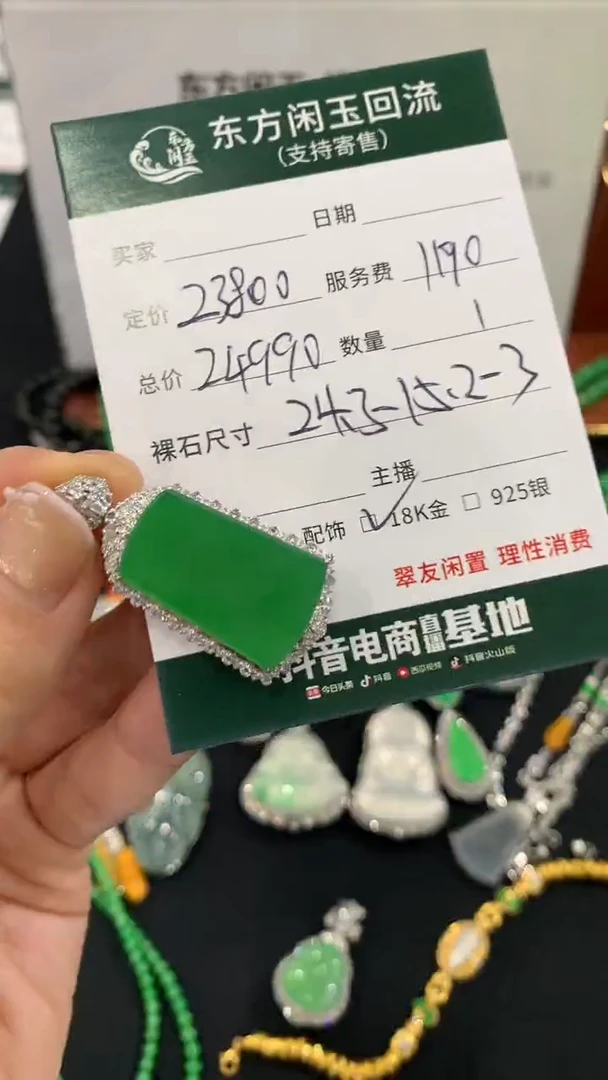 东方闲玉回流
(支持寄售)
买家 日期
定价 23800 服务费 1190
总价 24990 数量 1
裸石尺寸 24.3-15.2-3
主播
配饰 ☑ 18K金 □ 925银
翠友闲置 理性消费
抖音电商直播基地
今日头条 抖音 西瓜视频 抖音火山版